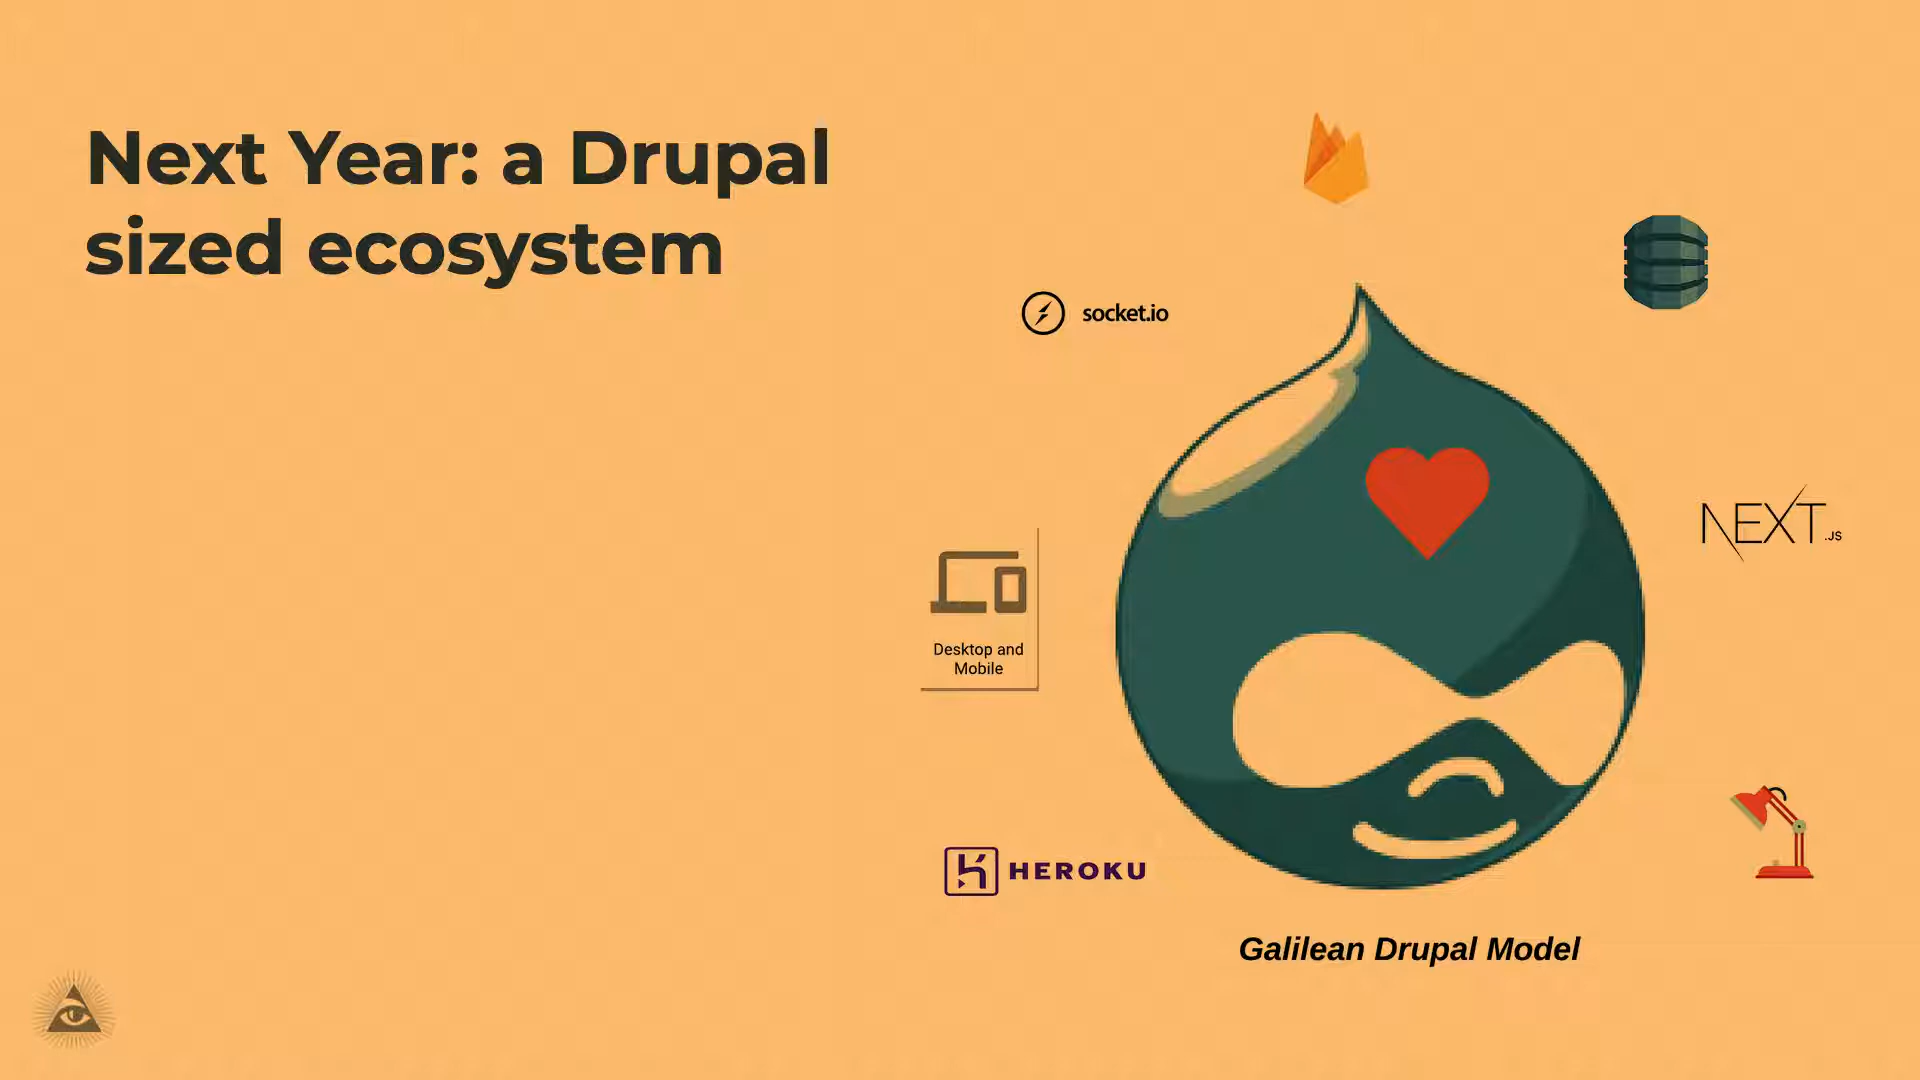 Next Year: a Drupal
sized ecosystem
socket.io
NEXT.JS
Desktop and
Mobile
HEROKU
Galilean Drupal Model